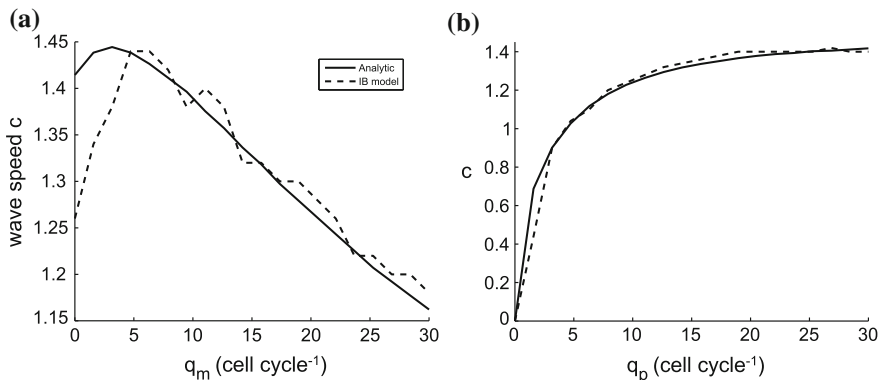 (a)
1.45
1.4
1.35
1.3
1.25
1.2
1.15
wave speed c
Analytic
IB model
0 5 10 15 20 25 30
q_m (cell cycle⁻¹)
(b)
1.4
1.2
1
0.8
0.6
0.4
0.2
0
c
0 5 10 15 20 25 30
q_p (cell cycle⁻¹)